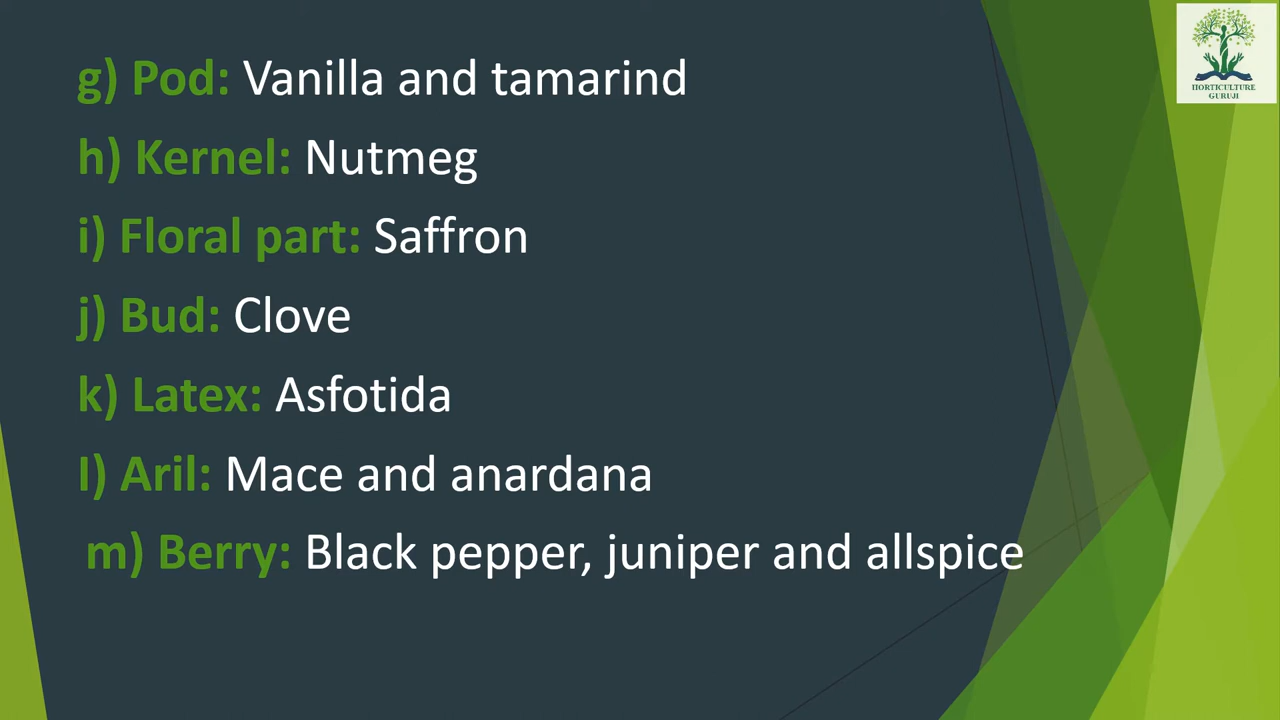 g) Pod: Vanilla and tamarind
HORTICULTURE
GURUJI
h) Kernel: Nutmeg
i) Floral part: Saffron
j) Bud: Clove
k) Latex: Asfotida
l) Aril: Mace and anardana
m) Berry: Black pepper, juniper and allspice